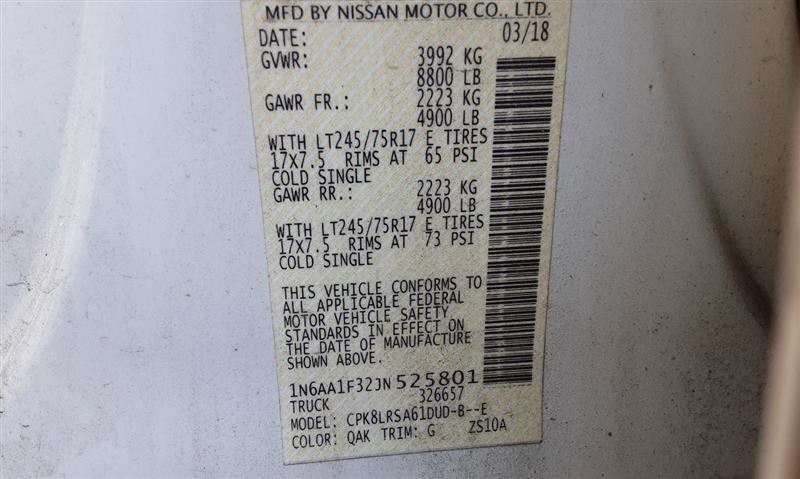 MFD BY NISSAN MOTOR CO., LTD.
DATE: 03/18
GVWR: 3992 KG
8800 LB
GAWR FR.: 2223 KG
4900 LB
WITH LT245/75R17 E TIRES
17X7.5 RIMS AT 65 PSI
COLD SINGLE
GAWR RR.: 2223 KG
4900 LB
WITH LT245/75R17 E TIRES
17X7.5 RIMS AT 73 PSI
COLD SINGLE
THIS VEHICLE CONFORMS TO
ALL APPLICABLE FEDERAL
MOTOR VEHICLE SAFETY
STANDARDS IN EFFECT ON
THE DATE OF MANUFACTURE
SHOWN ABOVE.
1N6AA1F32JN525801
TRUCK 326657
MODEL: CPK8LRSA61DUD-B--E
COLOR: QAK TRIM: G ZS10A